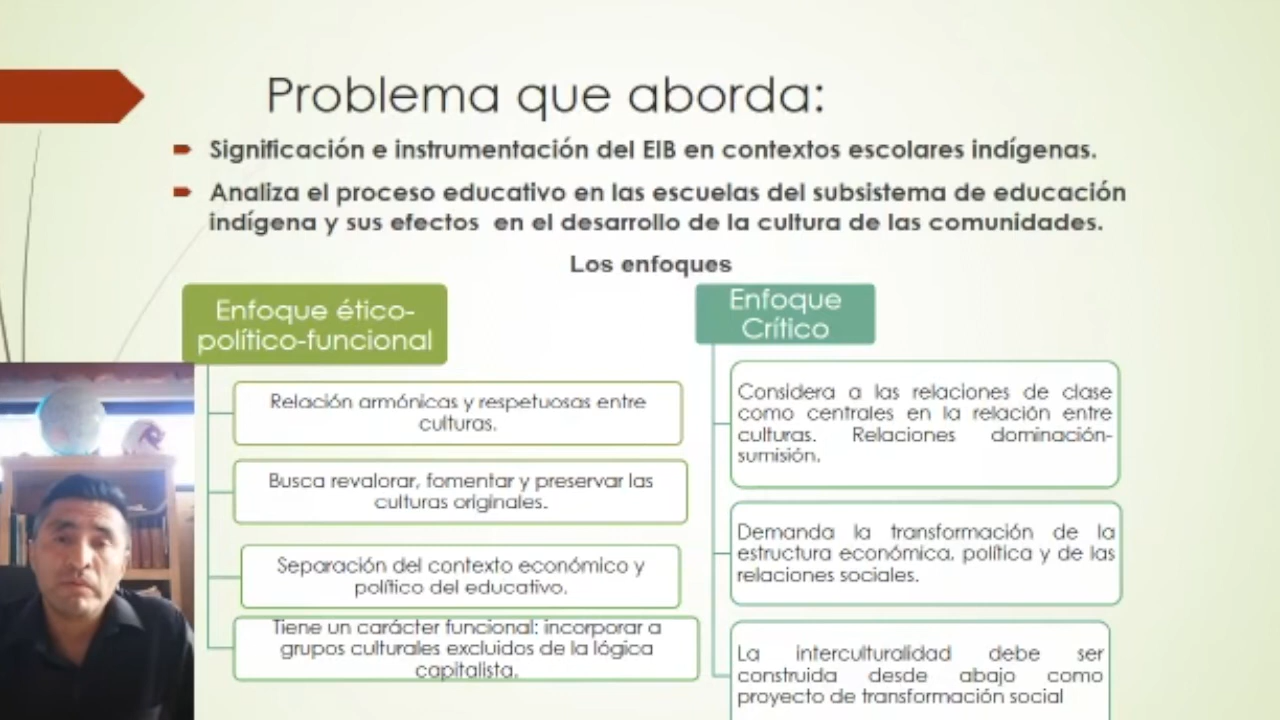 Problema que aborda:
Significación e instrumentación del EIB en contextos escolares indígenas.
Analiza el proceso educativo en las escuelas del subsistema de educación
indígena y sus efectos en el desarrollo de la cultura de las comunidades.
Los enfoques
Enfoque ético-
político-funcional
Relación armónicas y respetuosas entre
culturas.
Busca revalorar, fomentar y preservar las
culturas originales.
Separación del contexto económico y
político del educativo.
Tiene un carácter funcional: incorporar a
grupos culturales excluidos de la lógica
capitalista.
Enfoque
Crítico
Considera a las relaciones de clase
como centrales en la relación entre
culturas. Relaciones dominación-
sumisión.
Demanda la transformación de la
estructura económica, política y de las
relaciones sociales.
La interculturalidad debe ser
construida desde abajo como
proyecto de transformación social